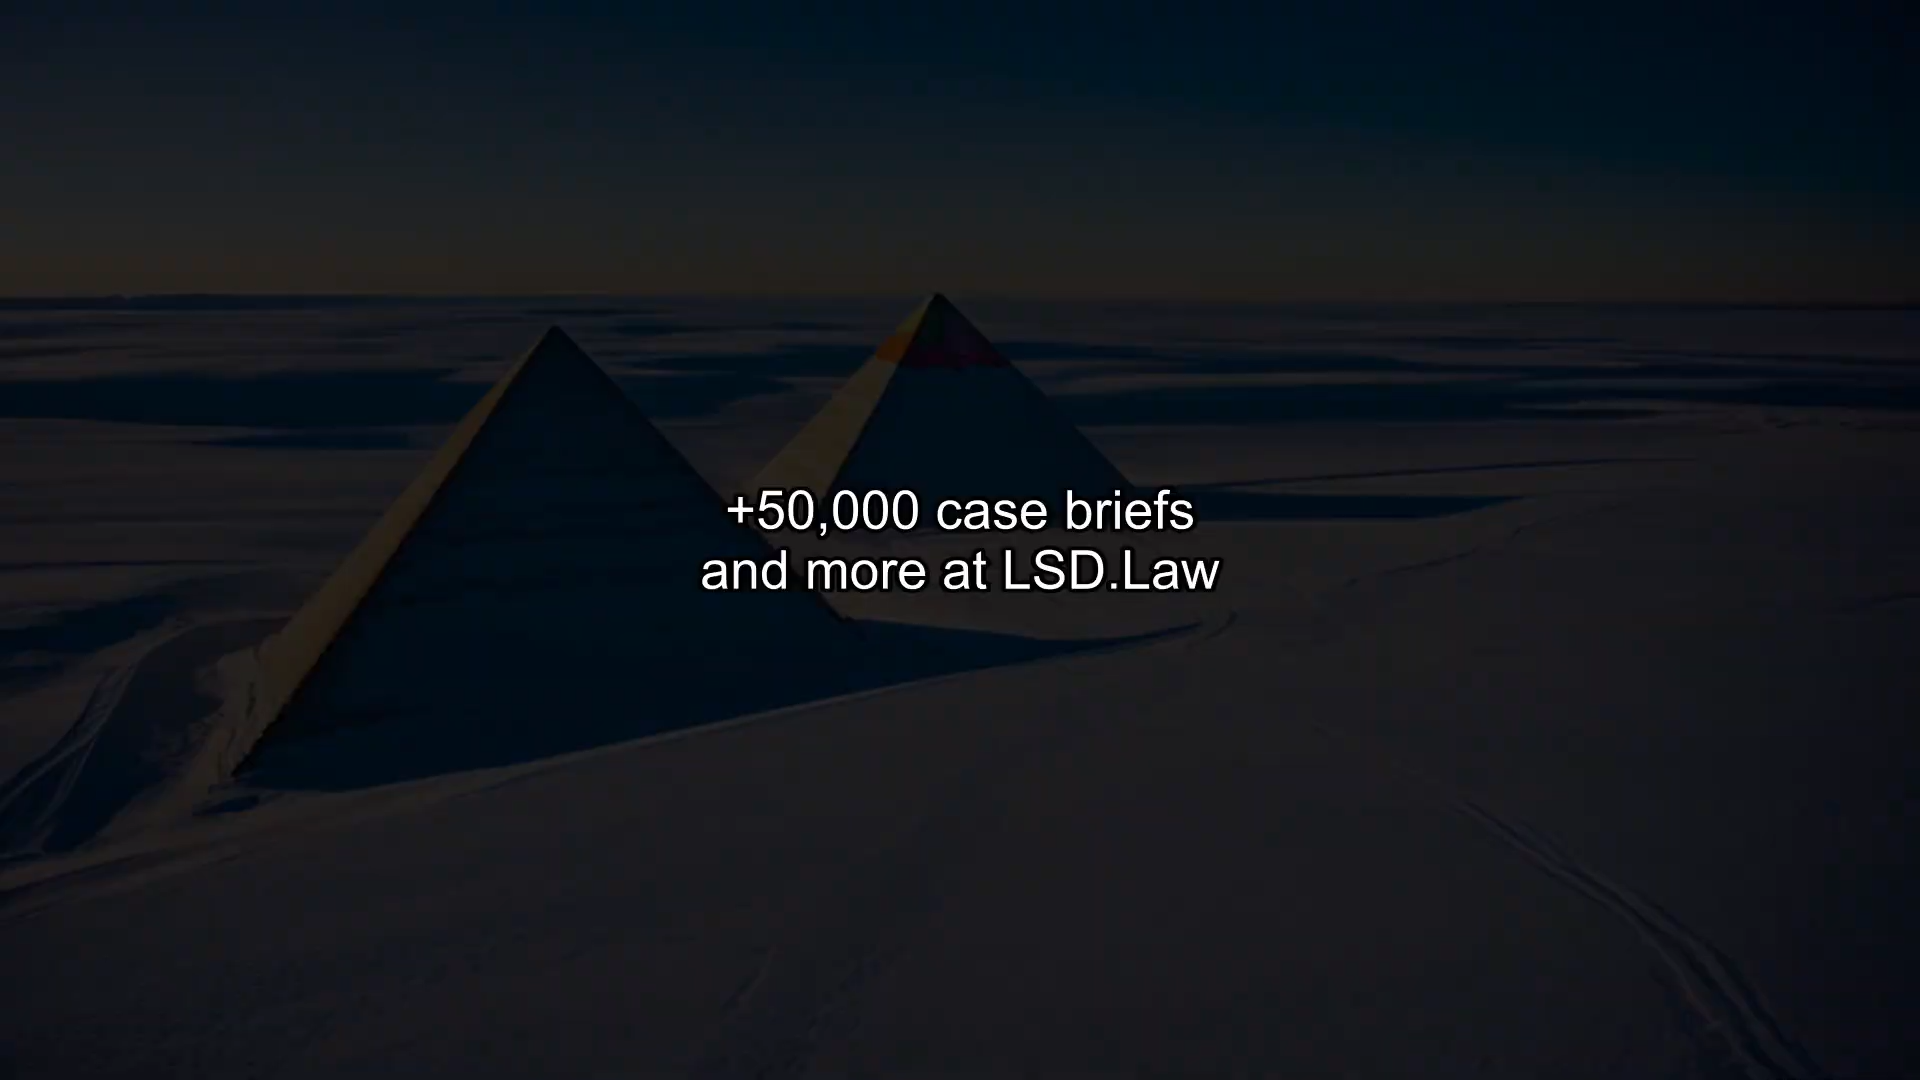 +50,000 case briefs
and more at LSD.Law